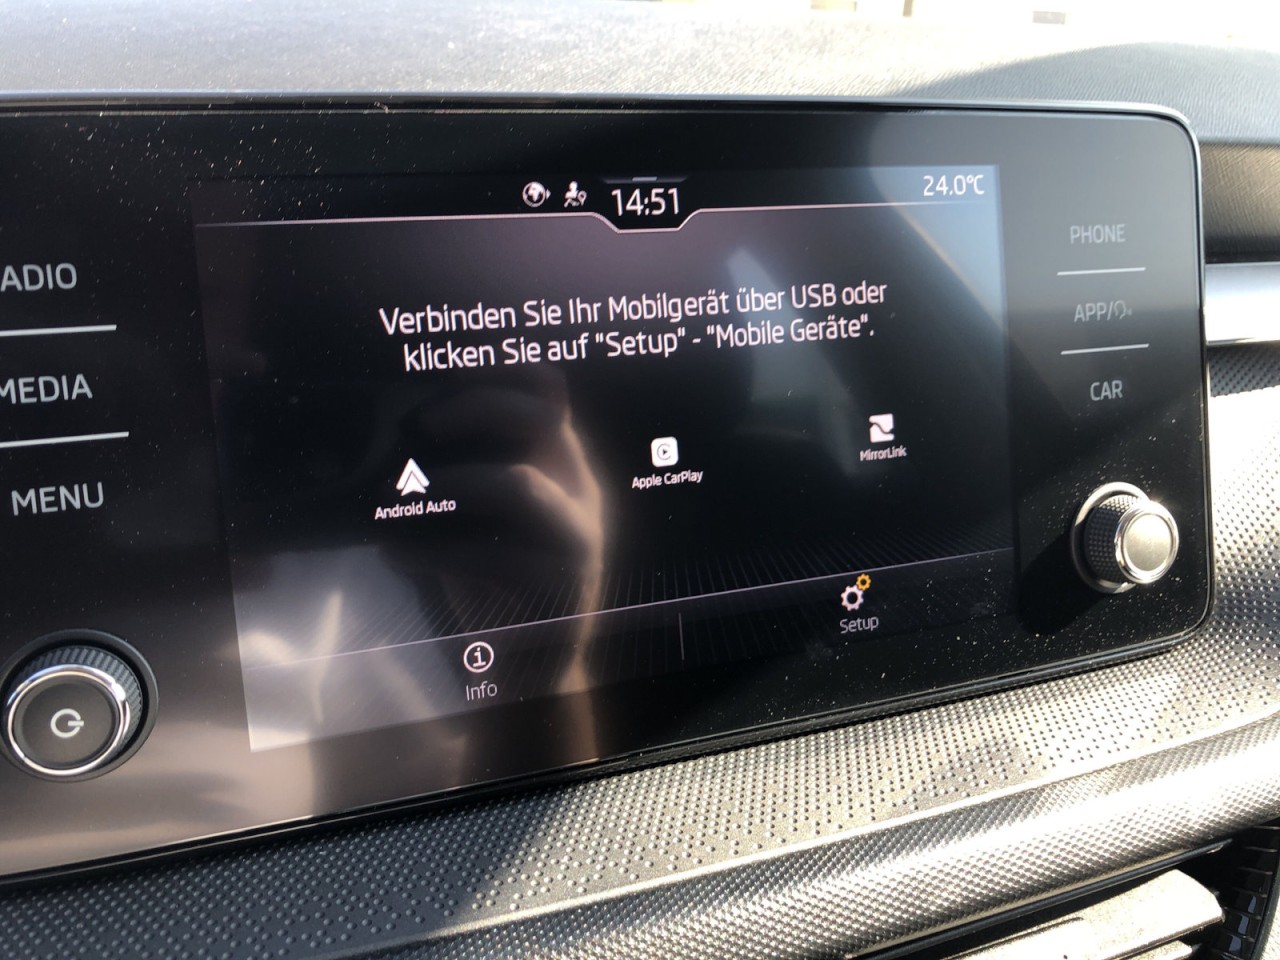 14:51
24.0°C
ADIO
MEDIA
MENU
Verbinden Sie Ihr Mobilgerät über USB oder
klicken Sie auf "Setup" - "Mobile Geräte".
Android Auto
Apple CarPlay
MirrorLink
Info
Setup
PHONE
APP/
CAR